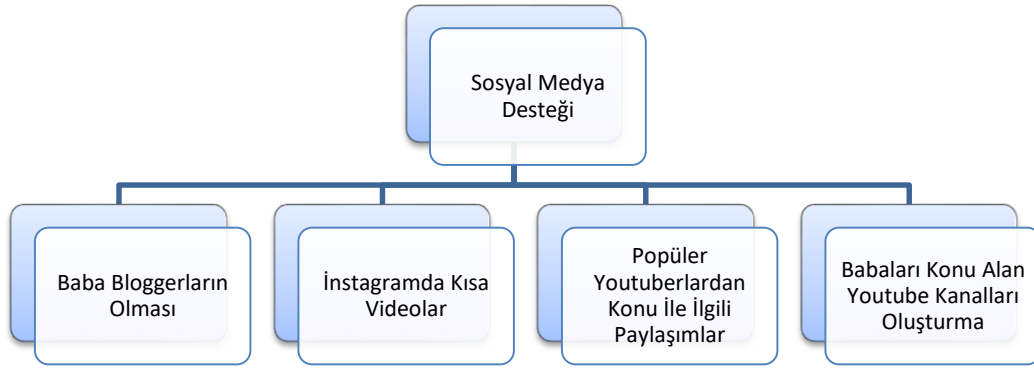 Sosyal Medya
Desteği
Baba Bloggerların
Olması
İnstagramda Kısa
Videolar
Popüler
Youtuberlardan
Konu İle İlgili
Paylaşımlar
Babaları Konu Alan
Youtube Kanalları
Oluşturma